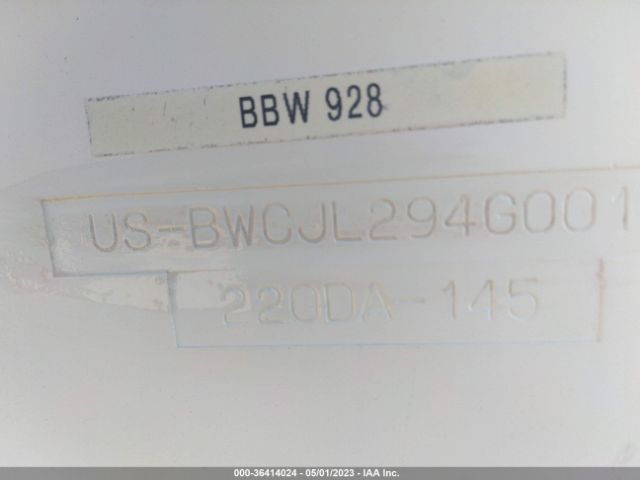 BBW 928
US-BWCJL294G001
220DA-145
000-36414024 - 05/01/2023 - IAA Inc.